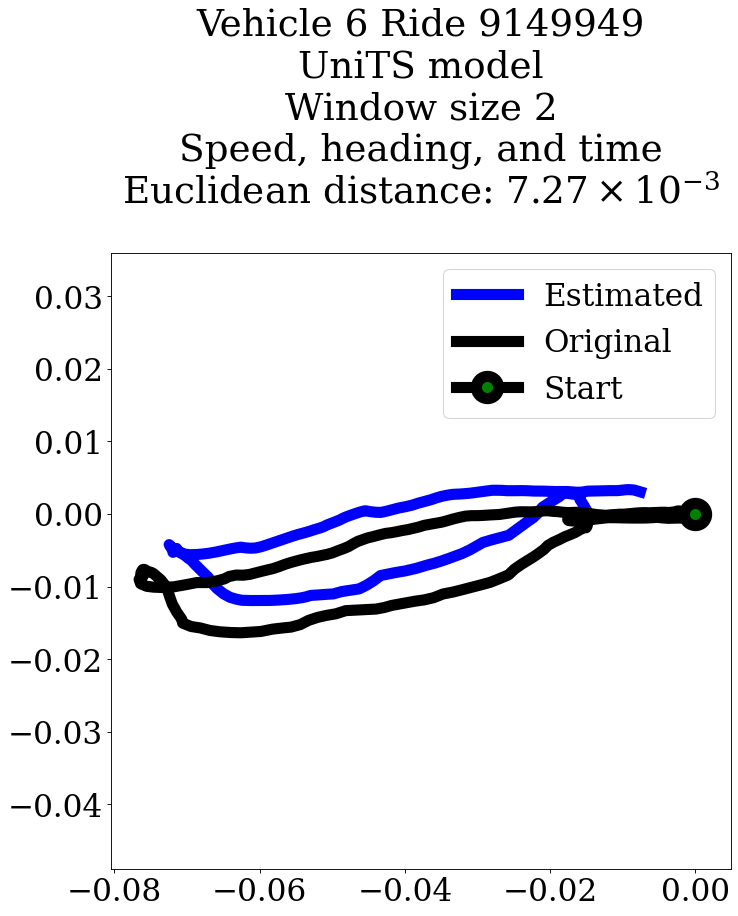 Vehicle 6 Ride 9149949
UniTS model
Window size 2
Speed, heading, and time
Euclidean distance: 7.27 × 10⁻³
Estimated
Original
Start
0.03
0.02
0.01
0.00
−0.01
−0.02
−0.03
−0.04
−0.08 −0.06 −0.04 −0.02 0.00